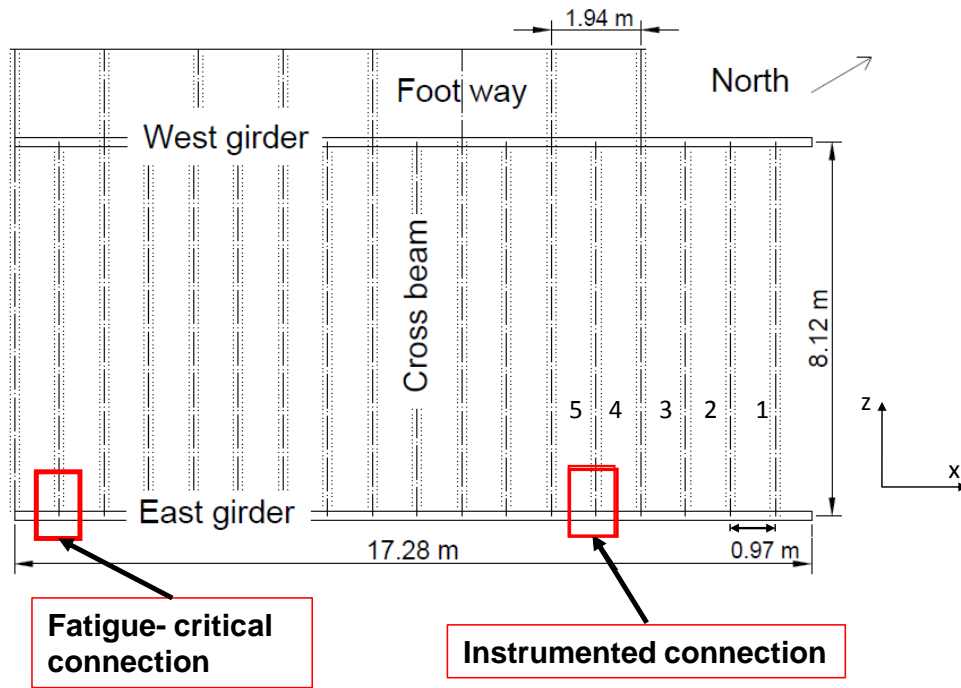 1.94 m
North
Foot way
West girder
Cross beam
8.12 m
5 4 3 2 1
z
x
East girder
17.28 m
0.97 m
Fatigue- critical
connection
Instrumented connection